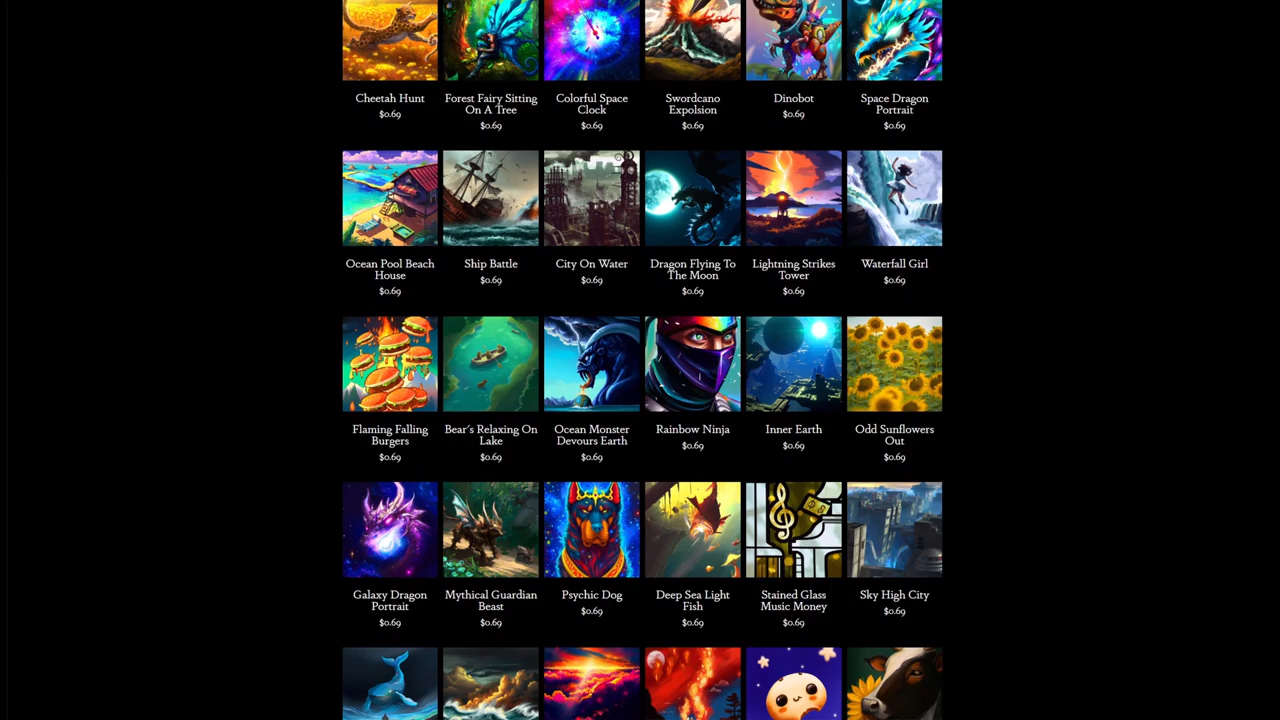 Cheetah Hunt
$0.69
Forest Fairy Sitting
On A Tree
$0.69
Colorful Space
Clock
$0.69
Swordcano
Expolsion
$0.69
Dinobot
$0.69
Space Dragon
Portrait
$0.69
Ocean Pool Beach
House
$0.69
Ship Battle
$0.69
City On Water
$0.69
Dragon Flying To
The Moon
$0.69
Lightning Strikes
Tower
$0.69
Waterfall Girl
$0.69
Flaming Falling
Burgers
$0.69
Bear's Relaxing On
Lake
$0.69
Ocean Monster
Devours Earth
$0.69
Rainbow Ninja
$0.69
Inner Earth
$0.69
Odd Sunflowers
Out
$0.69
Galaxy Dragon
Portrait
$0.69
Mythical Guardian
Beast
$0.69
Psychic Dog
$0.69
Deep Sea Light
Fish
$0.69
Stained Glass
Music Money
$0.69
Sky High City
$0.69